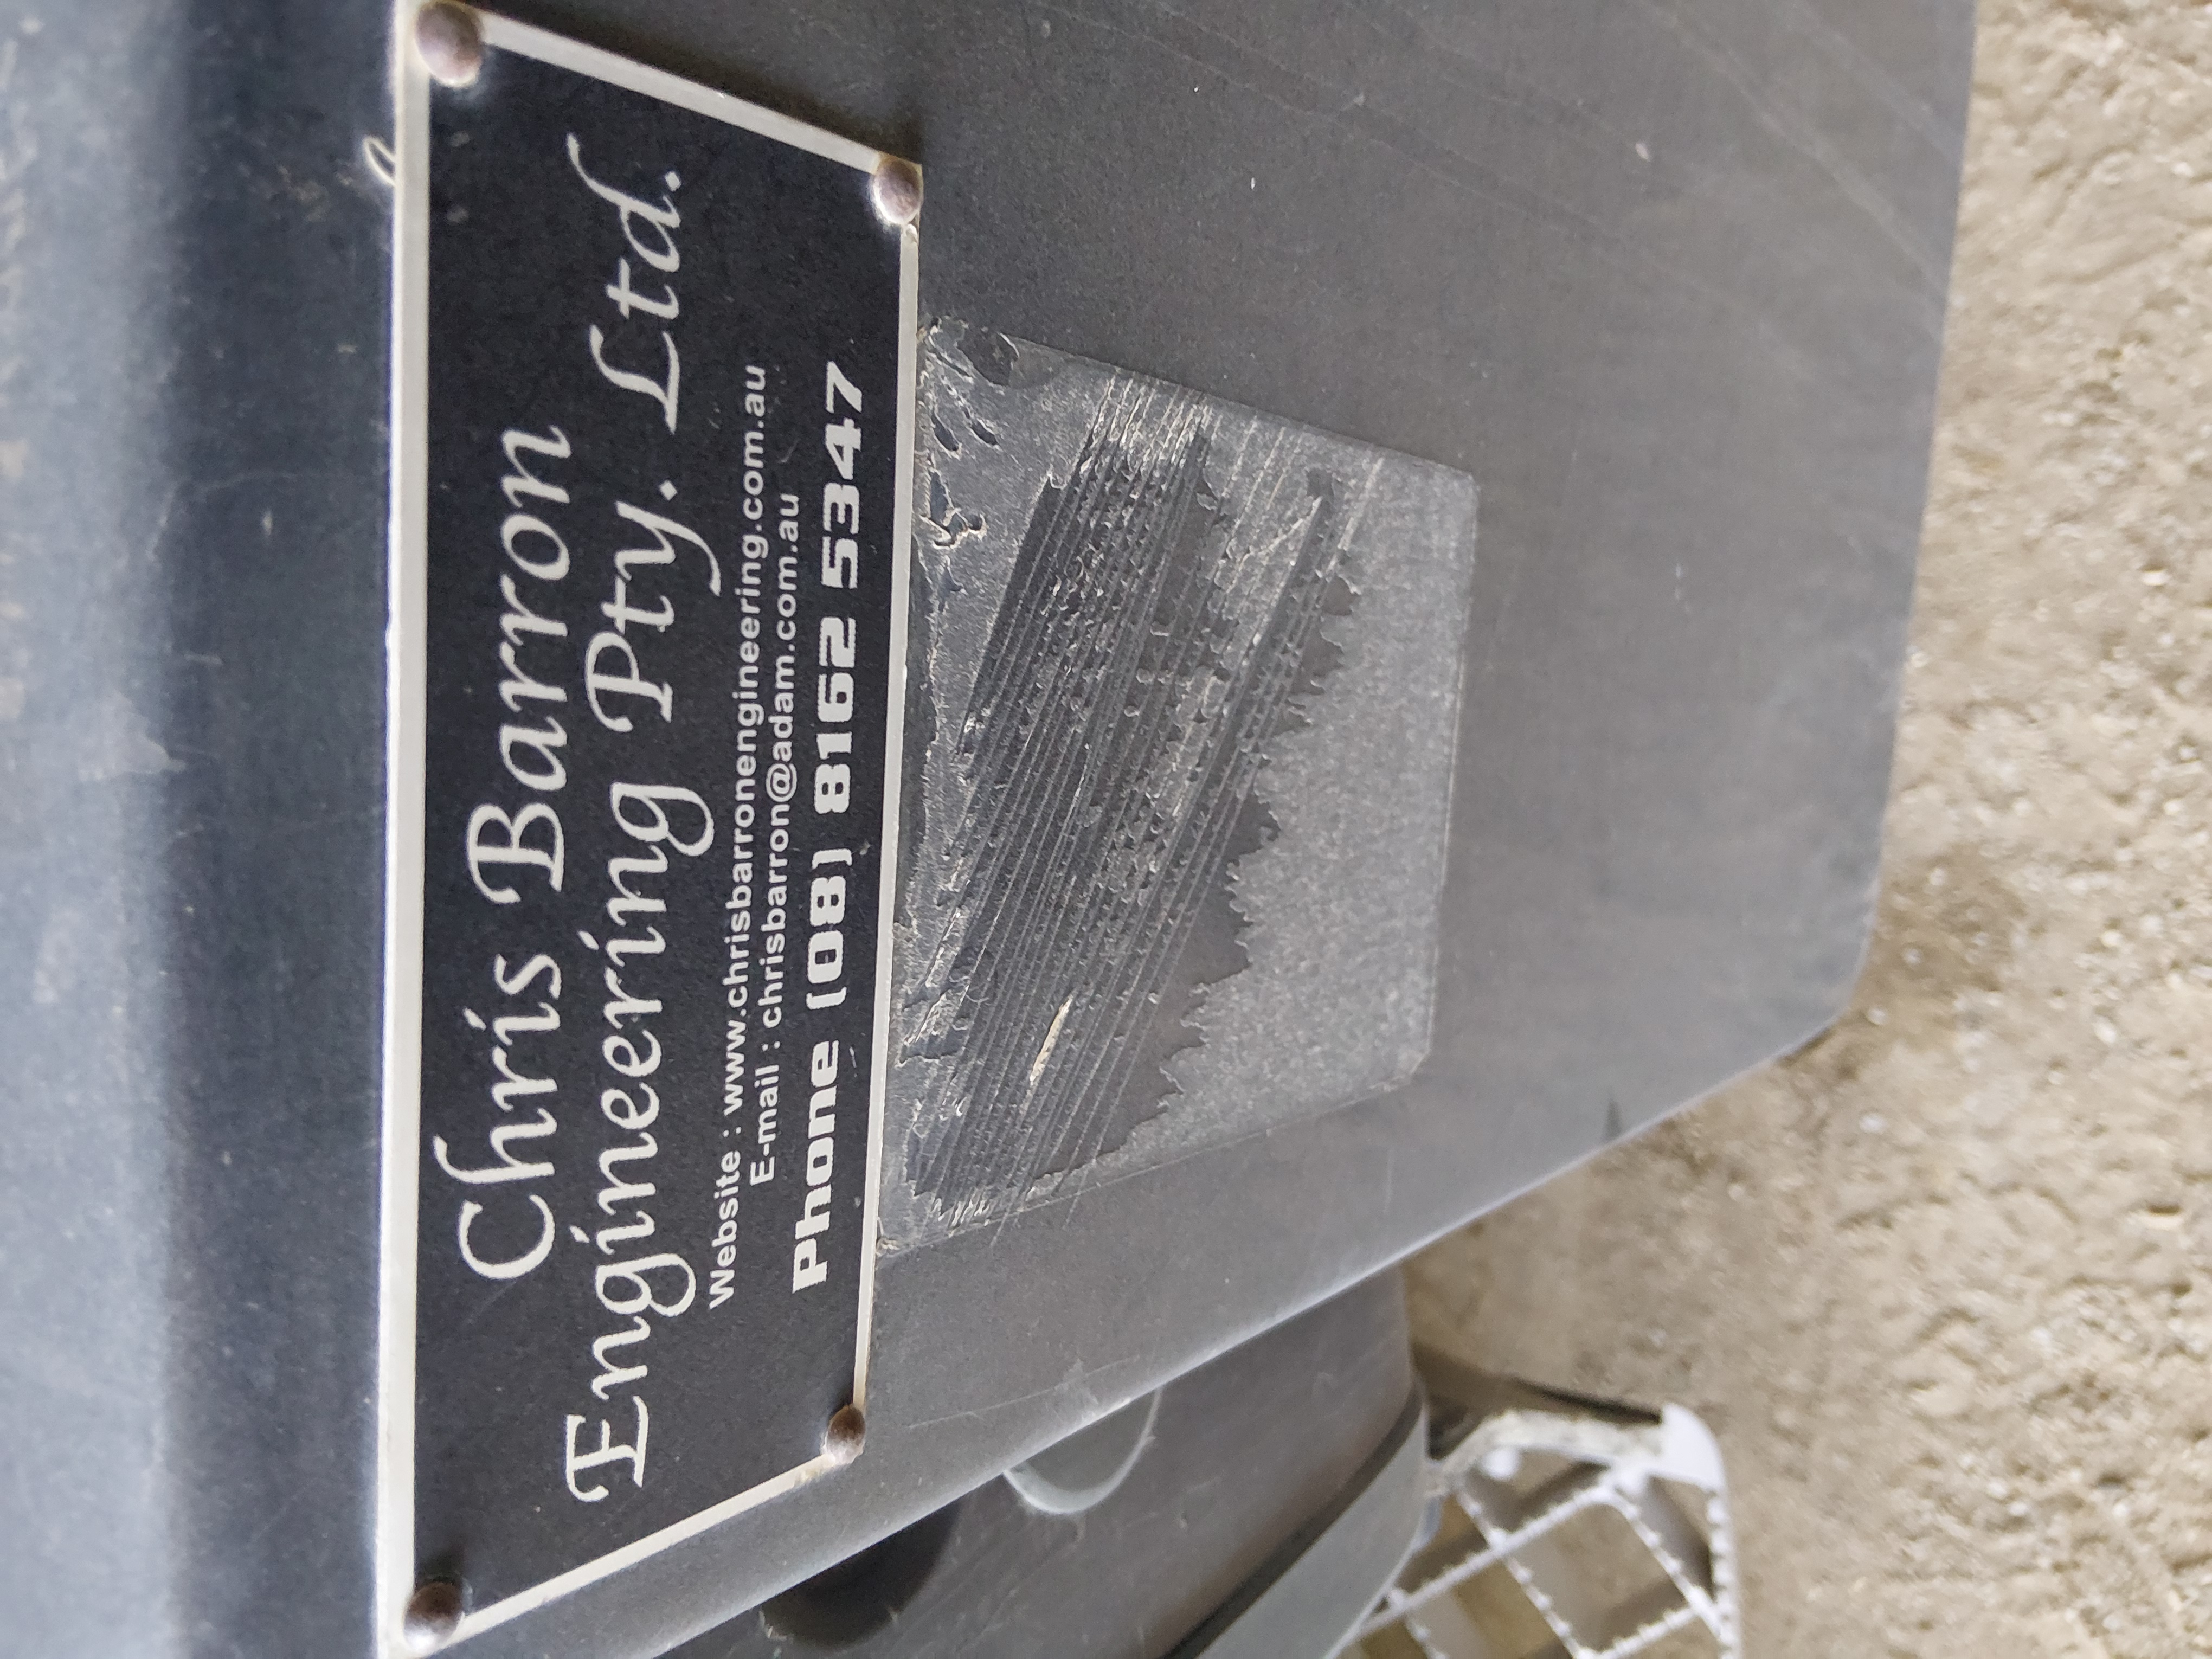 Chris Barron
Engineering Pty. Ltd.
Website : www.chrisbarronengineering.com.au
E-mail : chrisbarron@adam.com.au
Phone (08) 8162 5347